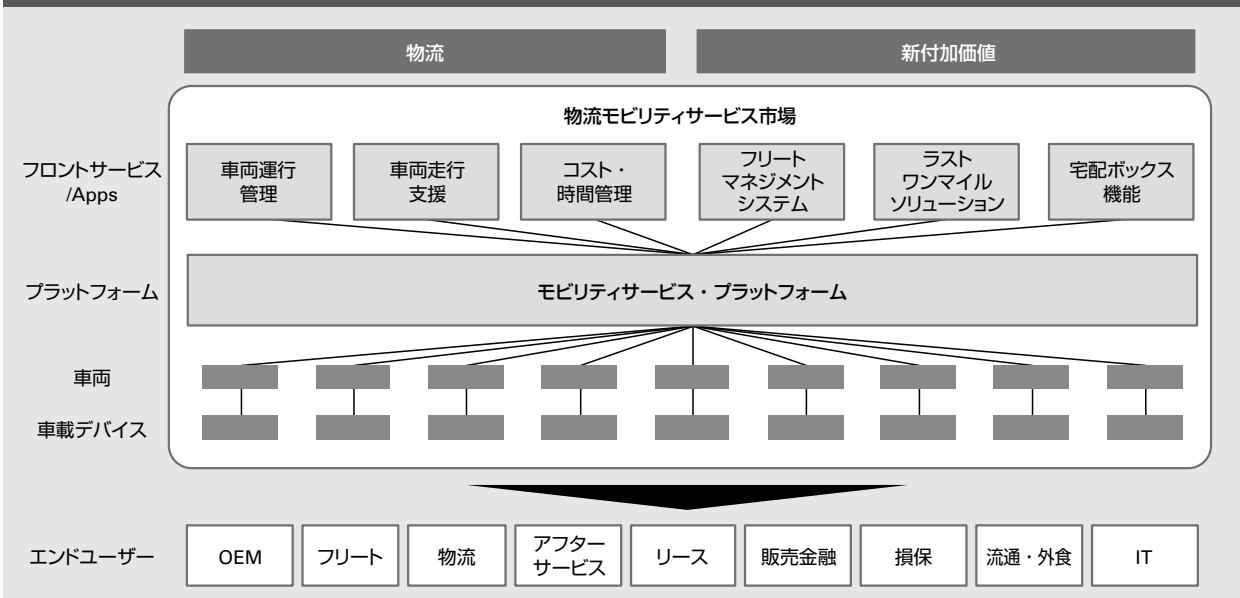 物流
新付加価値
物流モビリティサービス市場
フロントサービス
/Apps
車両運行
管理
車両走行
支援
コスト・
時間管理
フリート
マネジメント
システム
ラスト
ワンマイル
ソリューション
宅配ボックス
機能
プラットフォーム
モビリティサービス・プラットフォーム
車両
車載デバイス
エンドユーザー
OEM
フリート
物流
アフター
サービス
リース
販売金融
損保
流通・外食
IT